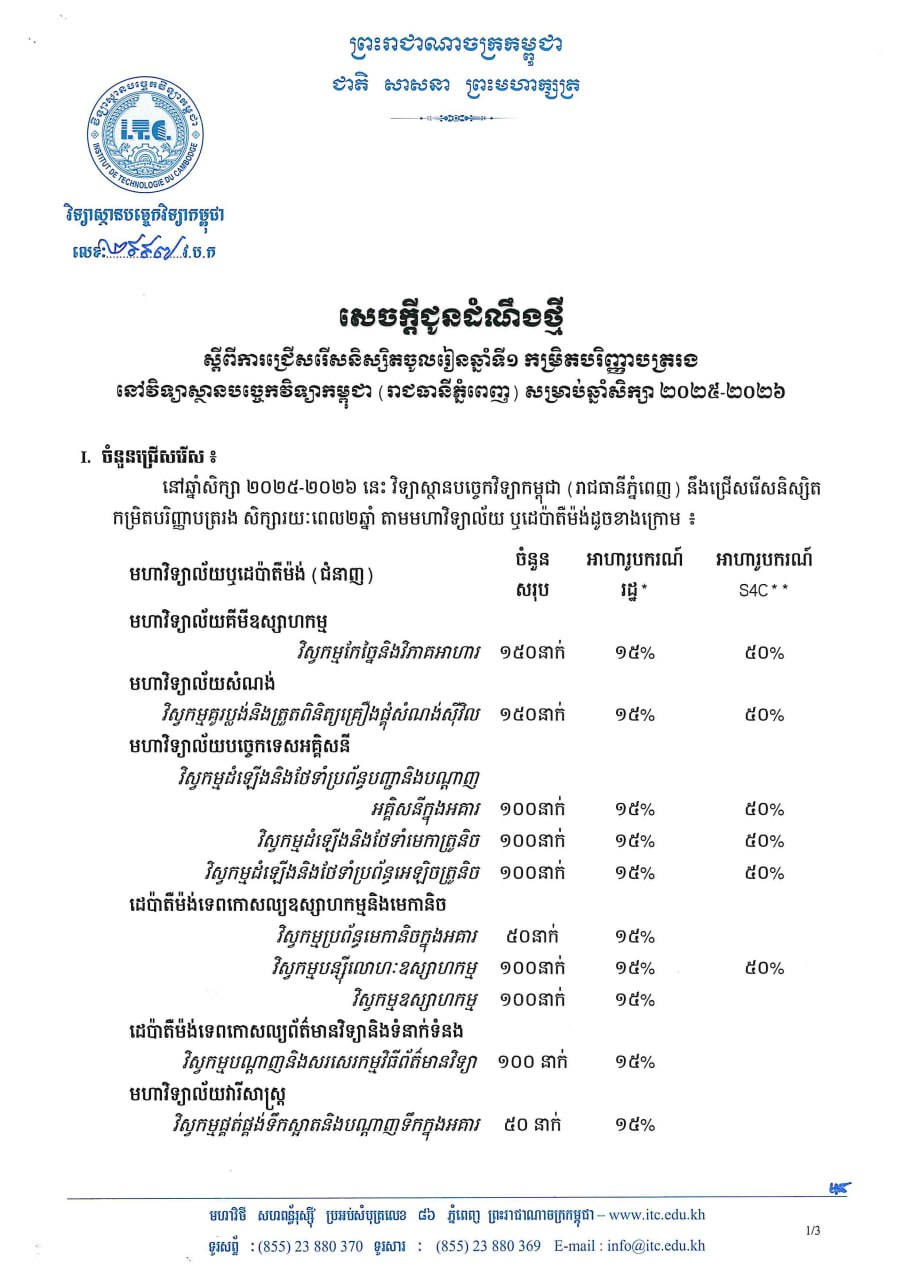 ព្រះរាជាណាចក្រកម្ពុជា
ជាតិ សាសនា ព្រះមហាក្សត្រ
វិទ្យាស្ថានបច្ចេកវិទ្យាកម្ពុជា
I.T.C.
INSTITUT DE TECHNOLOGIE DU CAMBODGE
វិទ្យាស្ថានបច្ចេកវិទ្យាកម្ពុជា
លេខៈ២៩៩៧វ.ប.ក
សេចក្តីជូនដំណឹងថ្មី
ស្តីពីការជ្រើសរើសនិស្សិតចូលរៀនឆ្នាំទី១ កម្រិតបរិញ្ញាបត្ររង
នៅវិទ្យាស្ថានបច្ចេកវិទ្យាកម្ពុជា (រាជធានីភ្នំពេញ) សម្រាប់ឆ្នាំសិក្សា ២០២៥-២០២៦
I. ចំនួនជ្រើសរើស ៖
នៅឆ្នាំសិក្សា ២០២៥-២០២៦ នេះ វិទ្យាស្ថានបច្ចេកវិទ្យាកម្ពុជា (រាជធានីភ្នំពេញ) នឹងជ្រើសរើសនិស្សិត
កម្រិតបរិញ្ញាបត្ររង សិក្សារយៈពេល២ឆ្នាំ តាមមហាវិទ្យាល័យ ឬដេប៉ាតឺម៉ង់ដូចខាងក្រោម ៖
មហាវិទ្យាល័យឬដេប៉ាតឺម៉ង់ (ជំនាញ) ចំនួនសរុប អាហារូបករណ៍រដ្ឋ* អាហារូបករណ៍ S4C**
មហាវិទ្យាល័យគីមីឧស្សាហកម្ម
វិស្វកម្មកែច្នៃនិងវិភាគអាហារ ១៥០នាក់ ១៥% ៥០%
មហាវិទ្យាល័យសំណង់
វិស្វកម្មគូរប្លង់និងត្រួតពិនិត្យគ្រឿងផ្គុំសំណង់ស៊ីវិល ១៥០នាក់ ១៥% ៥០%
មហាវិទ្យាល័យបច្ចេកទេសអគ្គិសនី
វិស្វកម្មដំឡើងនិងថែទាំប្រព័ន្ធបញ្ជានិងបណ្តាញ
អគ្គិសនីក្នុងអគារ ១០០នាក់ ១៥% ៥០%
វិស្វកម្មដំឡើងនិងថែទាំមេកាត្រូនិច ១០០នាក់ ១៥% ៥០%
វិស្វកម្មដំឡើងនិងថែទាំប្រព័ន្ធអេឡិចត្រូនិច ១០០នាក់ ១៥% ៥០%
ដេប៉ាតឺម៉ង់ទេពកោសល្យឧស្សាហកម្មនិងមេកានិច
វិស្វកម្មប្រព័ន្ធមេកានិចក្នុងអគារ ៥០នាក់ ១៥%
វិស្វកម្មបន្ស៊ីលោហៈឧស្សាហកម្ម ១០០នាក់ ១៥% ៥០%
វិស្វកម្មឧស្សាហកម្ម ១០០នាក់ ១៥%
ដេប៉ាតឺម៉ង់ទេពកោសល្យព័ត៌មានវិទ្យានិងទំនាក់ទំនង
វិស្វកម្មបណ្តាញនិងសរសេរកម្មវិធីព័ត៌មានវិទ្យា ១០០ នាក់ ១៥%
មហាវិទ្យាល័យវារីសាស្ត្រ
វិស្វកម្មផ្គត់ផ្គង់ទឹកស្អាតនិងបណ្តាញទឹកក្នុងអគារ ៥០ នាក់ ១៥%
មហាវិថី សហពន្ធ័រុស្ស៊ី ប្រអប់សំបុត្រលេខ ៨៦ ភ្នំពេញ ព្រះរាជាណាចក្រកម្ពុជា – www.itc.edu.kh
ទូរសព្ទ័ : (855) 23 880 370 ទូរសារ : (855) 23 880 369 E-mail : info@itc.edu.kh
1/3